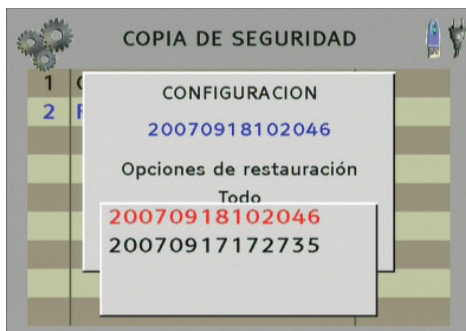 COPIA DE SEGURIDAD
1
CONFIGURACION
2
20070918102046
Opciones de restauración
Todo
20070918102046
20070917172735